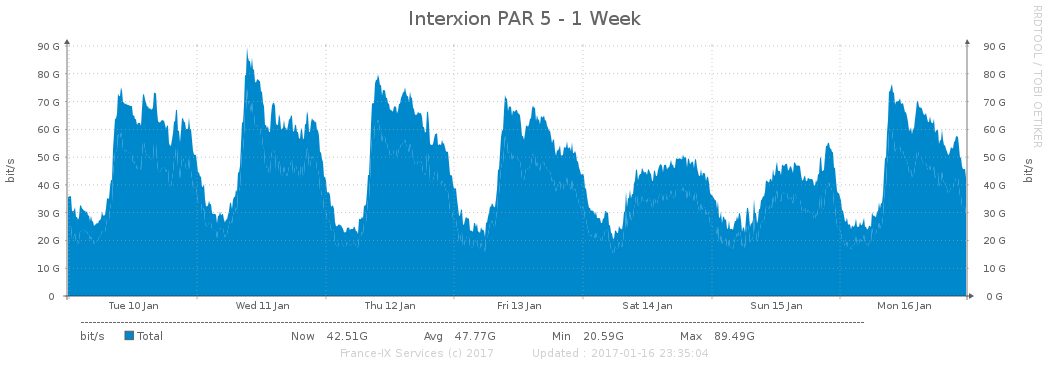 Interxion PAR 5 - 1 Week
RRDTOOL / TOBI OETIKER
bit/s
bit/s
90 G 90 G
80 G 80 G
70 G 70 G
60 G 60 G
50 G 50 G
40 G 40 G
30 G 30 G
20 G 20 G
10 G 10 G
0 0 G
Tue 10 Jan Wed 11 Jan Thu 12 Jan Fri 13 Jan Sat 14 Jan Sun 15 Jan Mon 16 Jan
bit/s Total Now 42.51G Avg 47.77G Min 20.59G Max 89.49G
France-IX Services (c) 2017 Updated : 2017-01-16 23:35:04